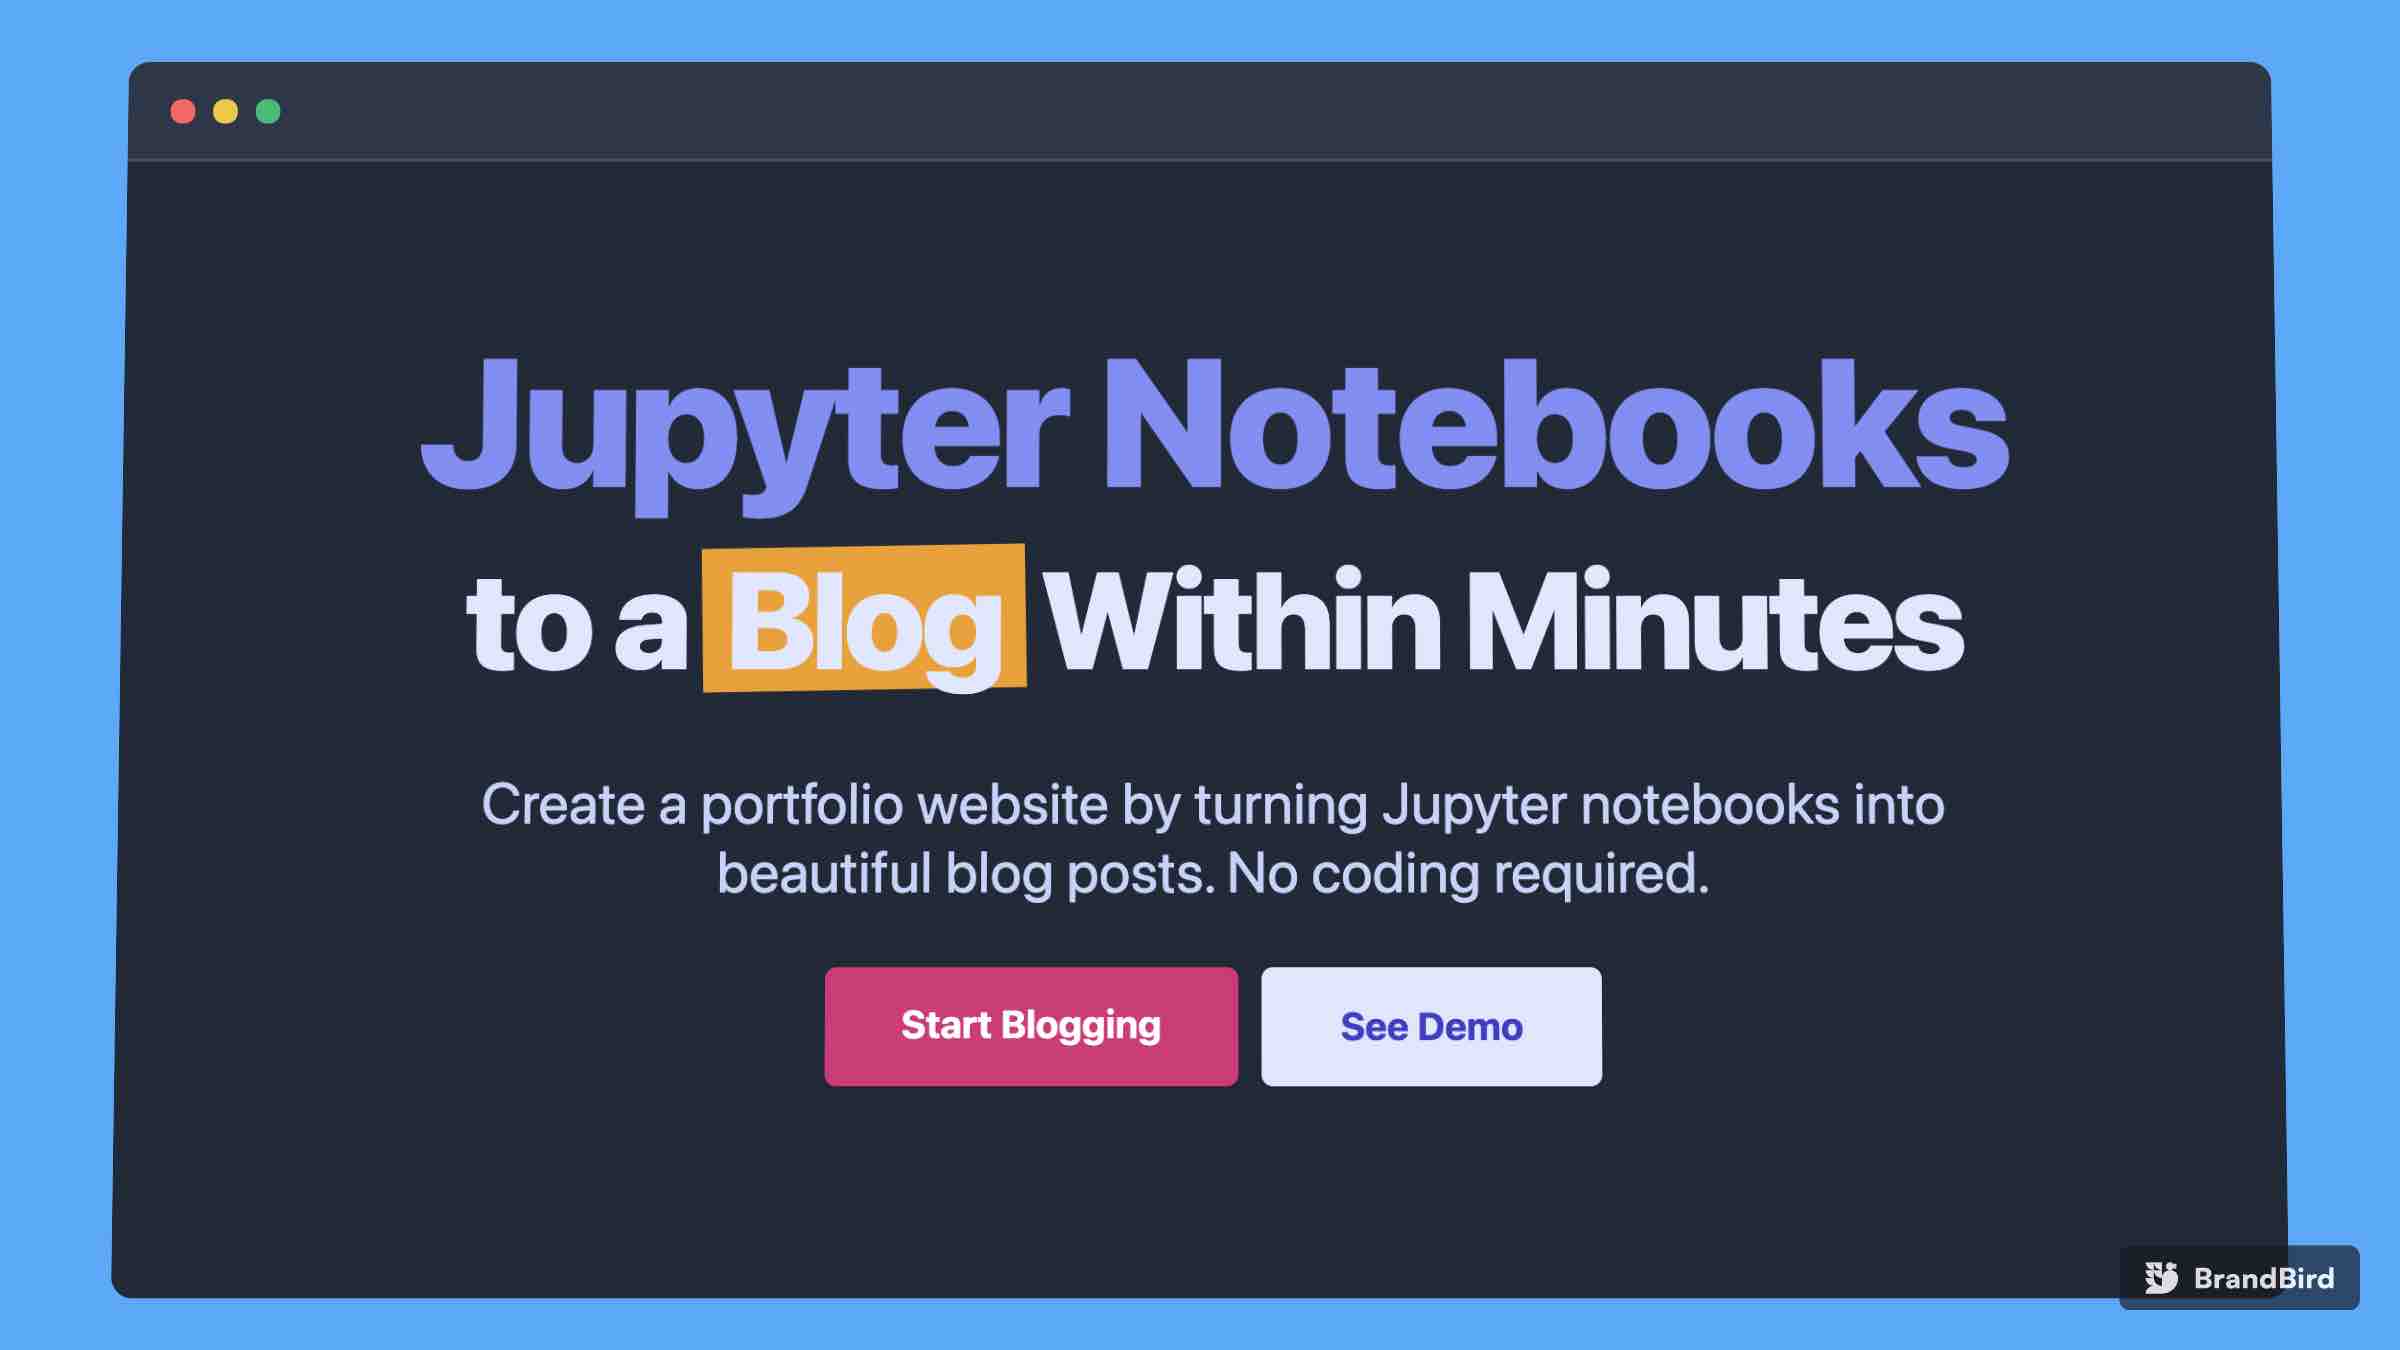 Jupyter Notebooks
to a Blog Within Minutes
Create a portfolio website by turning Jupyter notebooks into
beautiful blog posts. No coding required.
Start Blogging
See Demo
BrandBird